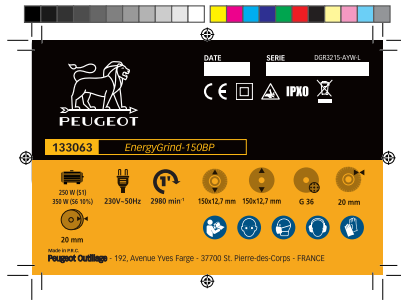 DATE
SERIE
DGR3215-AYW-L
CE
IPX0
PEUGEOT
133063
EnergyGrind-150BP
1'
250 W (S1)
350 W (S6 10%)
230V~50Hz
2980 min⁻¹
150x12,7 mm
150x12,7 mm
G 36
20 mm
20 mm
Made in P.R.C.
Peugeot Outillage - 192, Avenue Yves Farge - 37700 St. Pierre-des-Corps - FRANCE